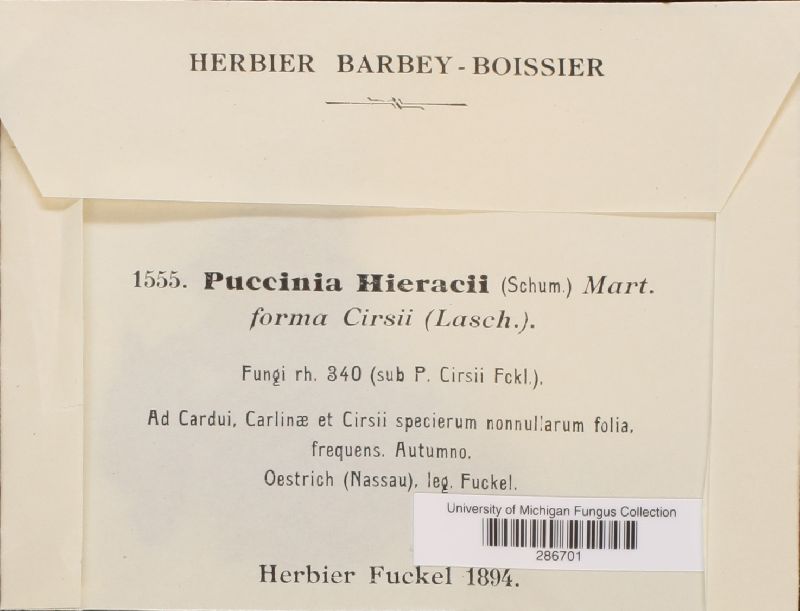 HERBIER BARBEY-BOISSIER
1555. Puccinia Hieracii (Schum.) Mart.
forma Cirsii (Lasch.).
Fungi rh. 340 (sub P. Cirsii Fckl.),
Ad Cardui, Carlinæ et Cirsii specierum nonnullarum folia,
frequens. Autumno.
Oestrich (Nassau), leg. Fuckel.
University of Michigan Fungus Collection
286701
Herbier Fuckel 1894.